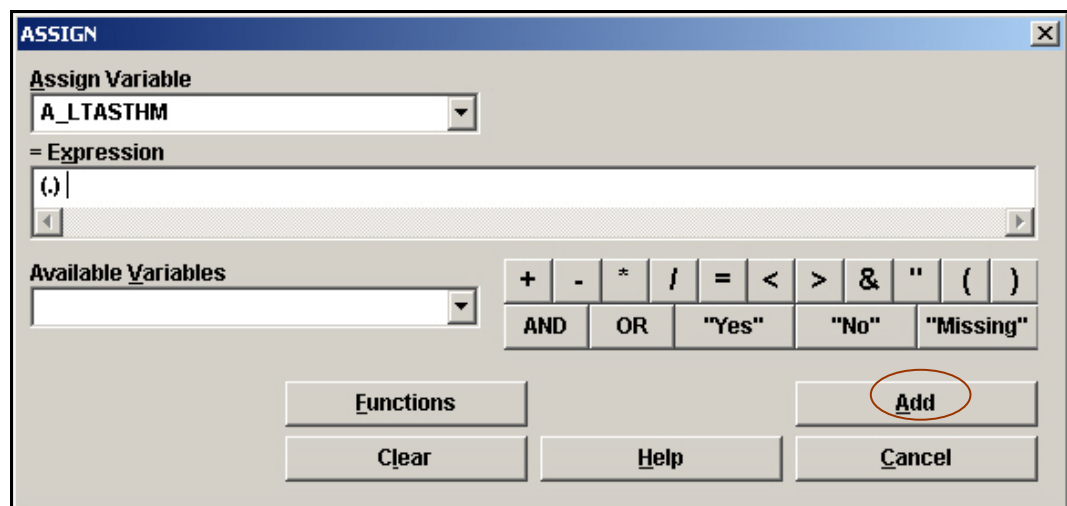 ASSIGN
Assign Variable
A_LTASTHM
= Expression
(.)
Available Variables
+ - * / = < > & " ( )
AND OR "Yes" "No" "Missing"
Functions Add
Clear Help Cancel